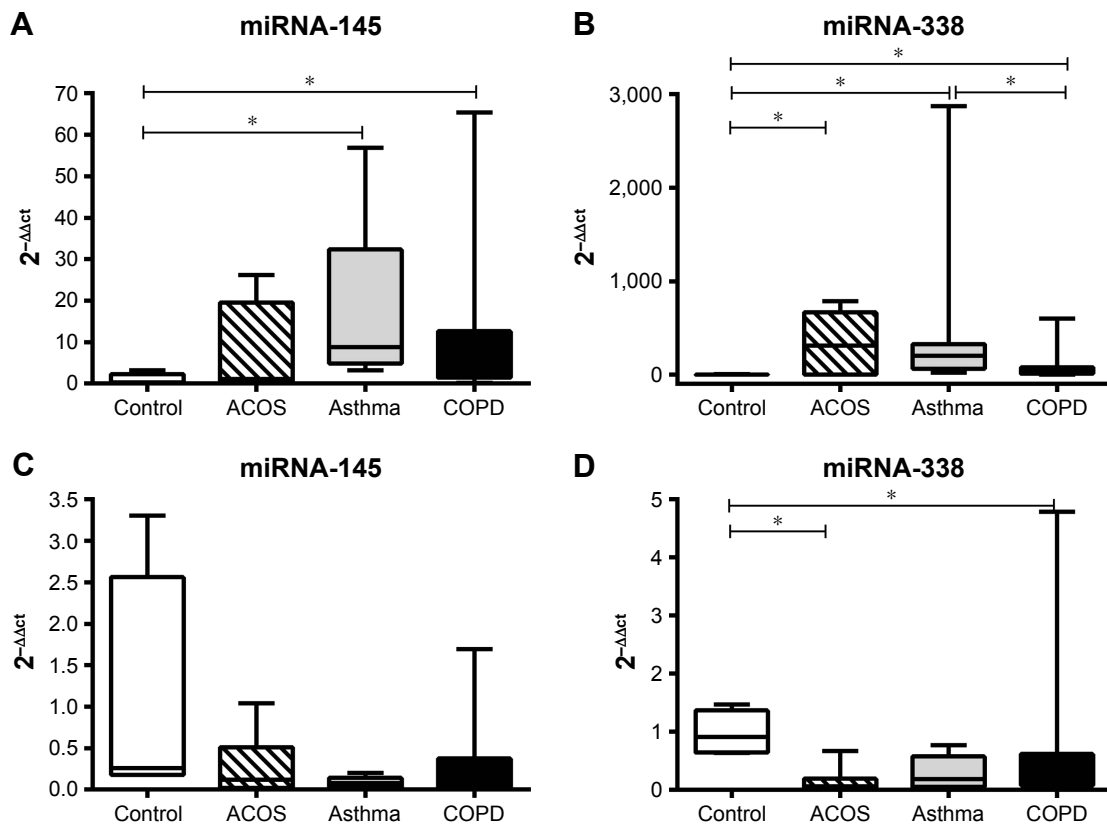 A
miRNA-145
*
*
70
60
50
40
30
20
10
0
2−ΔΔct
Control ACOS Asthma COPD
B
miRNA-338
*
* *
*
3,000
2,000
1,000
0
2−ΔΔct
Control ACOS Asthma COPD
C
miRNA-145
3.5
3.0
2.5
2.0
1.5
1.0
0.5
0.0
2−ΔΔct
Control ACOS Asthma COPD
D
miRNA-338
*
*
5
4
3
2
1
0
2−ΔΔct
Control ACOS Asthma COPD